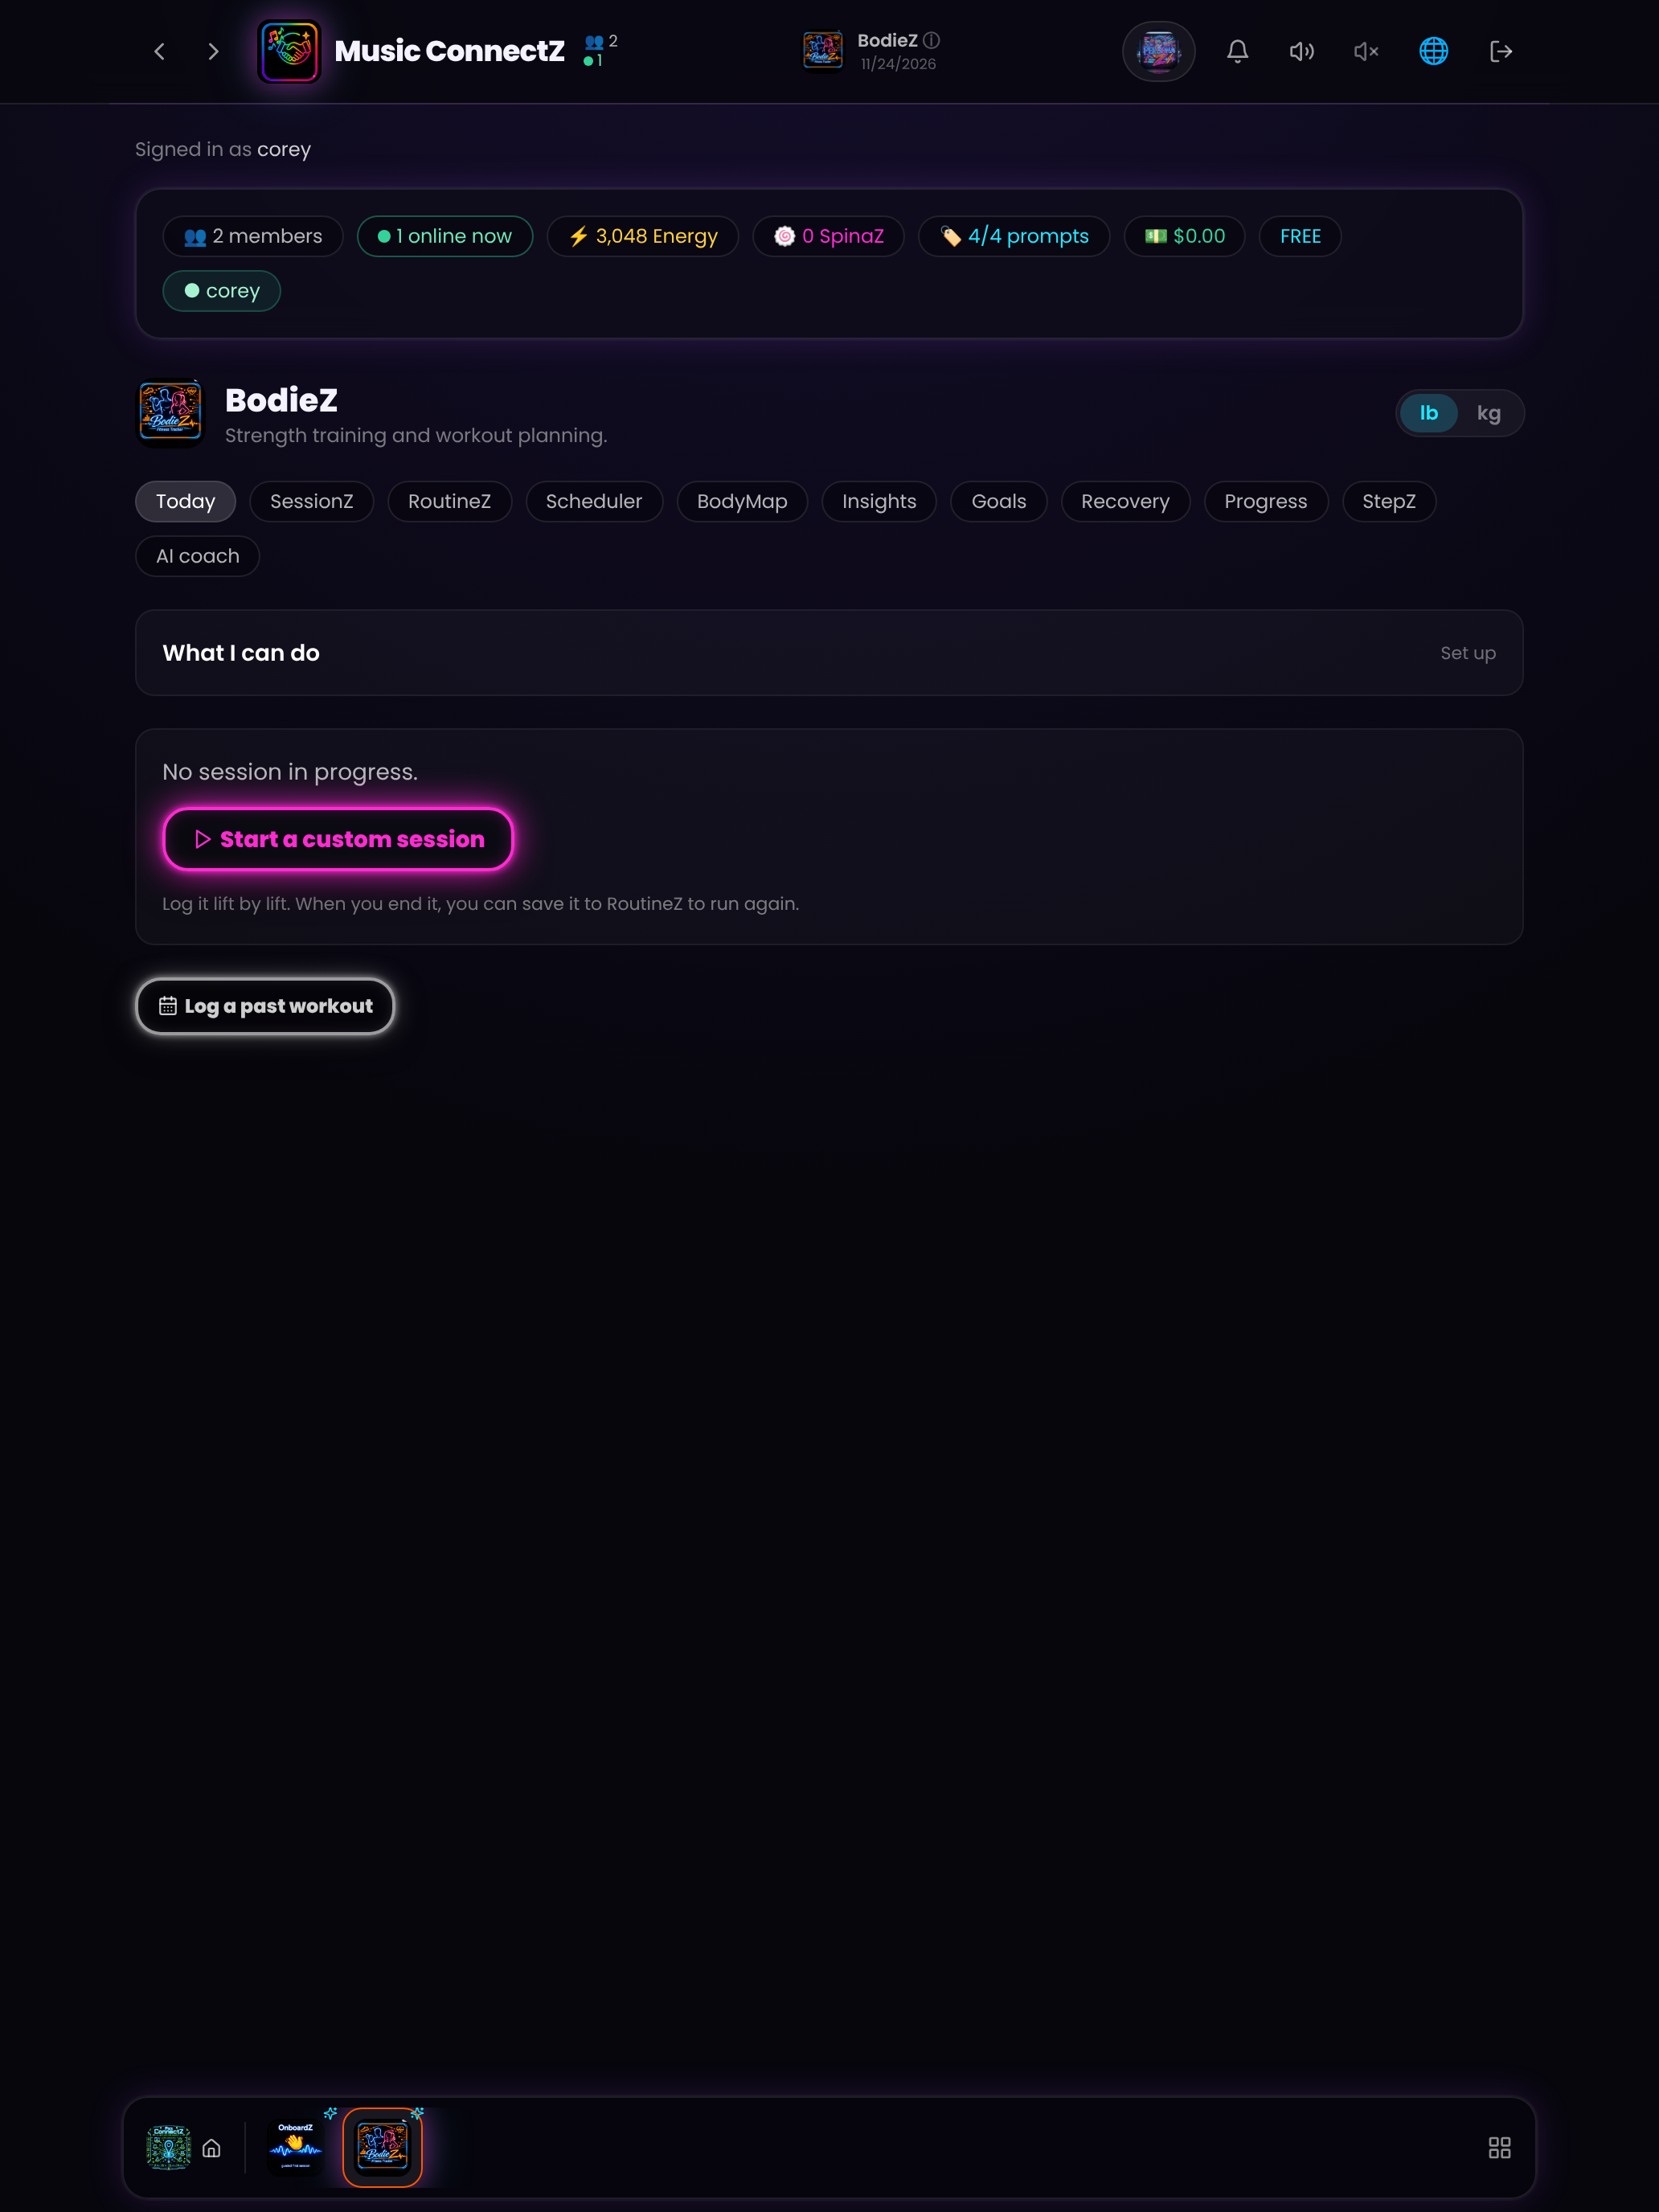 Music ConnectZ
2
1
BodieZ
11/24/2026
Signed in as corey
2 members
1 online now
3,048 Energy
0 SpinaZ
4/4 prompts
$0.00
FREE
corey
BodieZ
Strength training and workout planning.
lb
kg
Today
SessionZ
RoutineZ
Scheduler
BodyMap
Insights
Goals
Recovery
Progress
StepZ
AI coach
What I can do
Set up
No session in progress.
Start a custom session
Log it lift by lift. When you end it, you can save it to RoutineZ to run again.
Log a past workout
ConnectZ
OnboardZ
BodieZ